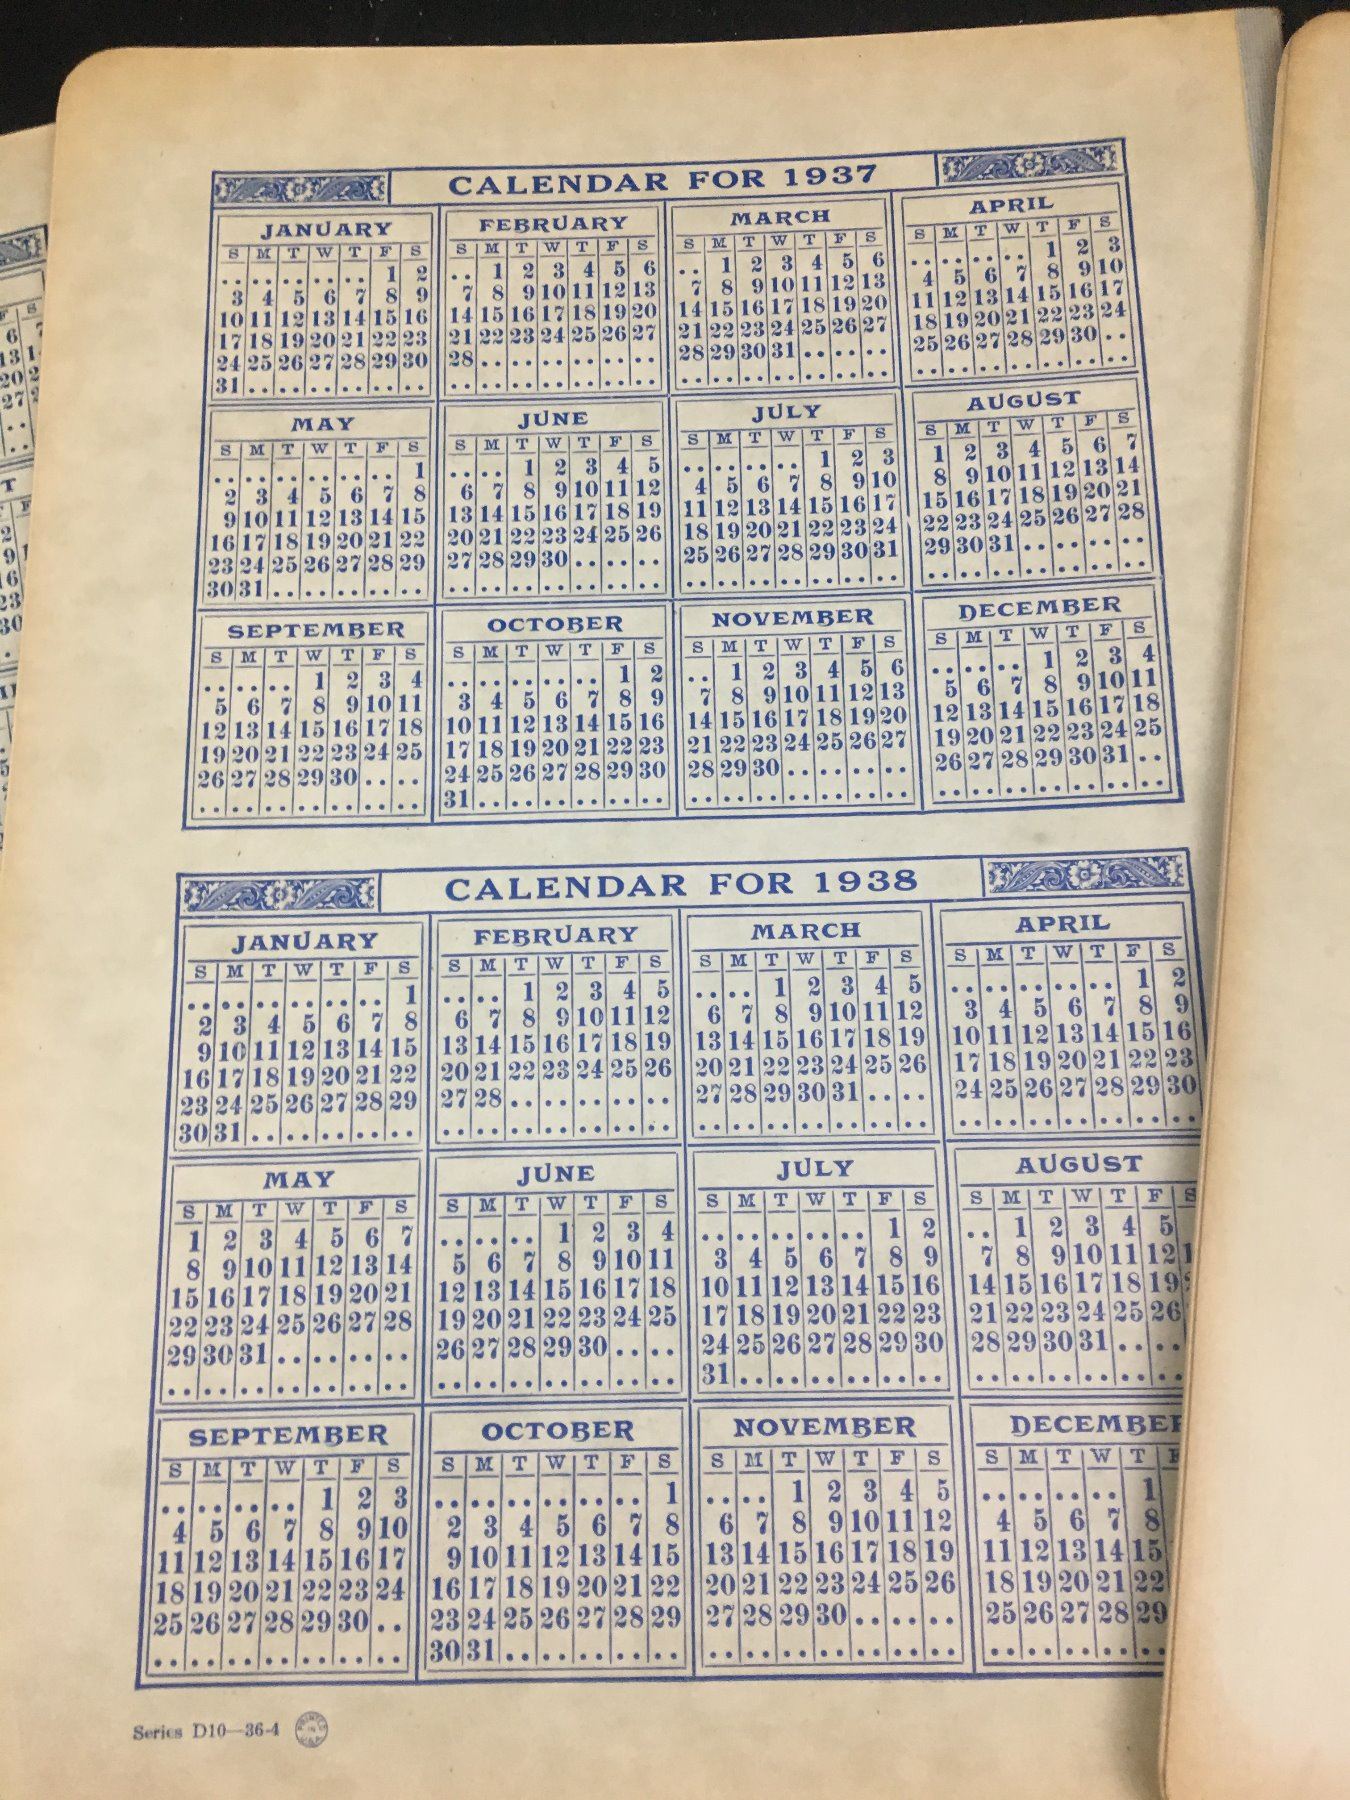 CALENDAR FOR 1937
JANUARY
S M T W T F S
1 2
3 4 5 6 7 8 9
10 11 12 13 14 15 16
17 18 19 20 21 22 23
24 25 26 27 28 29 30
31
FEBRUARY
S M T W T F S
1 2 3 4 5 6
7 8 9 10 11 12 13
14 15 16 17 18 19 20
21 22 23 24 25 26 27
28
MARCH
S M T W T F S
1 2 3 4 5 6
7 8 9 10 11 12 13
14 15 16 17 18 19 20
21 22 23 24 25 26 27
28 29 30 31
APRIL
S M T W T F S
1 2 3
4 5 6 7 8 9 10
11 12 13 14 15 16 17
18 19 20 21 22 23 24
25 26 27 28 29 30
MAY
S M T W T F S
1
2 3 4 5 6 7 8
9 10 11 12 13 14 15
16 17 18 19 20 21 22
23 24 25 26 27 28 29
30 31
JUNE
S M T W T F S
1 2 3 4 5
6 7 8 9 10 11 12
13 14 15 16 17 18 19
20 21 22 23 24 25 26
27 28 29 30
JULY
S M T W T F S
1 2 3
4 5 6 7 8 9 10
11 12 13 14 15 16 17
18 19 20 21 22 23 24
25 26 27 28 29 30 31
AUGUST
S M T W T F S
1 2 3 4 5 6 7
8 9 10 11 12 13 14
15 16 17 18 19 20 21
22 23 24 25 26 27 28
29 30 31
SEPTEMBER
S M T W T F S
1 2 3 4
5 6 7 8 9 10 11
12 13 14 15 16 17 18
19 20 21 22 23 24 25
26 27 28 29 30
OCTOBER
S M T W T F S
1 2
3 4 5 6 7 8 9
10 11 12 13 14 15 16
17 18 19 20 21 22 23
24 25 26 27 28 29 30
31
NOVEMBER
S M T W T F S
1 2 3 4 5 6
7 8 9 10 11 12 13
14 15 16 17 18 19 20
21 22 23 24 25 26 27
28 29 30
DECEMBER
S M T W T F S
1 2 3 4
5 6 7 8 9 10 11
12 13 14 15 16 17 18
19 20 21 22 23 24 25
26 27 28 29 30 31
CALENDAR FOR 1938
JANUARY
S M T W T F S
1
2 3 4 5 6 7 8
9 10 11 12 13 14 15
16 17 18 19 20 21 22
23 24 25 26 27 28 29
30 31
FEBRUARY
S M T W T F S
1 2 3 4 5
6 7 8 9 10 11 12
13 14 15 16 17 18 19
20 21 22 23 24 25 26
27 28
MARCH
S M T W T F S
1 2 3 4 5
6 7 8 9 10 11 12
13 14 15 16 17 18 19
20 21 22 23 24 25 26
27 28 29 30 31
APRIL
S M T W T F S
1 2
3 4 5 6 7 8 9
10 11 12 13 14 15 16
17 18 19 20 21 22 23
24 25 26 27 28 29 30
MAY
S M T W T F S
1 2 3 4 5 6 7
8 9 10 11 12 13 14
15 16 17 18 19 20 21
22 23 24 25 26 27 28
29 30 31
JUNE
S M T W T F S
1 2 3 4
5 6 7 8 9 10 11
12 13 14 15 16 17 18
19 20 21 22 23 24 25
26 27 28 29 30
JULY
S M T W T F S
1 2
3 4 5 6 7 8 9
10 11 12 13 14 15 16
17 18 19 20 21 22 23
24 25 26 27 28 29 30
31
AUGUST
S M T W T F S
1 2 3 4 5
7 8 9 10 11 12
14 15 16 17 18 19
21 22 23 24 25 26
28 29 30 31
SEPTEMBER
S M T W T F S
1 2 3
4 5 6 7 8 9 10
11 12 13 14 15 16 17
18 19 20 21 22 23 24
25 26 27 28 29 30
OCTOBER
S M T W T F S
1
2 3 4 5 6 7 8
9 10 11 12 13 14 15
16 17 18 19 20 21 22
23 24 25 26 27 28 29
30 31
NOVEMBER
S M T W T F S
1 2 3 4 5
6 7 8 9 10 11 12
13 14 15 16 17 18 19
20 21 22 23 24 25 26
27 28 29 30
DECEMBE
S M T W T
1
4 5 6 7 8
11 12 13 14 15
18 19 20 21 22
25 26 27 28 29
Series D10—36-4
PRINTED IN U.S.A.